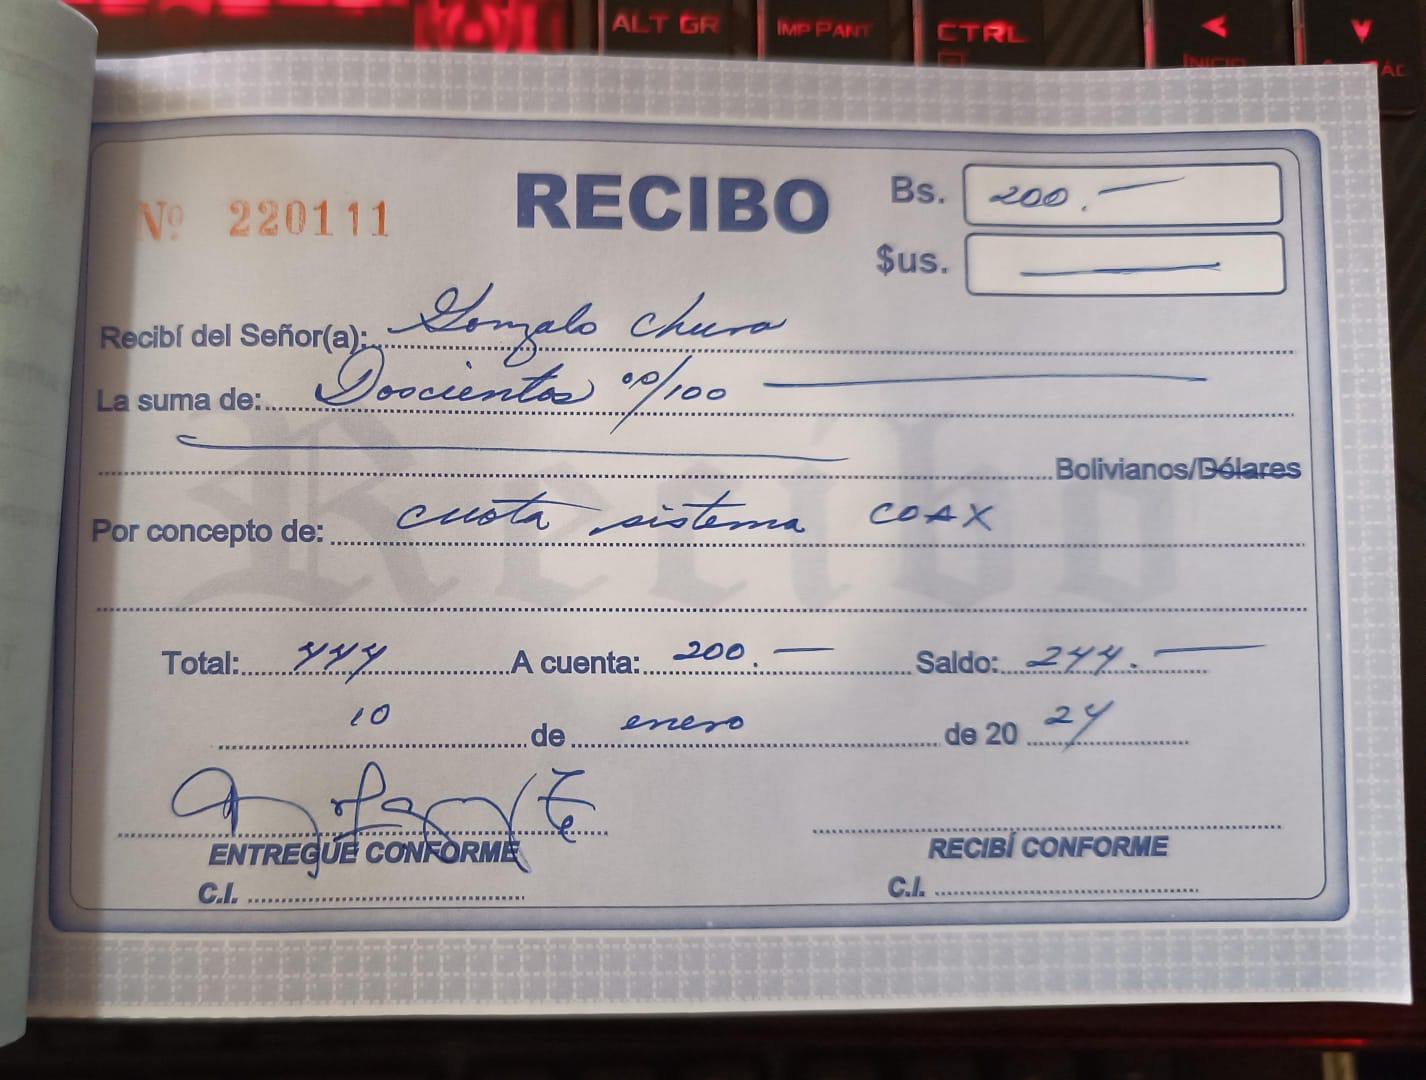 ALT GR IMP PANT CTRL INICIO
RECIBO
Nº 220111
Bs. 200.-
$us.
Recibí del Señor(a): Gonzalo Chura
La suma de: Doscientos 00/100
Bolivianos/Dólares
Por concepto de: cuota sistema COAX
Total: 444 A cuenta: 200.- Saldo: 244.-
10 de enero de 2024
ENTREGUE CONFORME RECIBÍ CONFORME
C.I. C.I.
Recibo